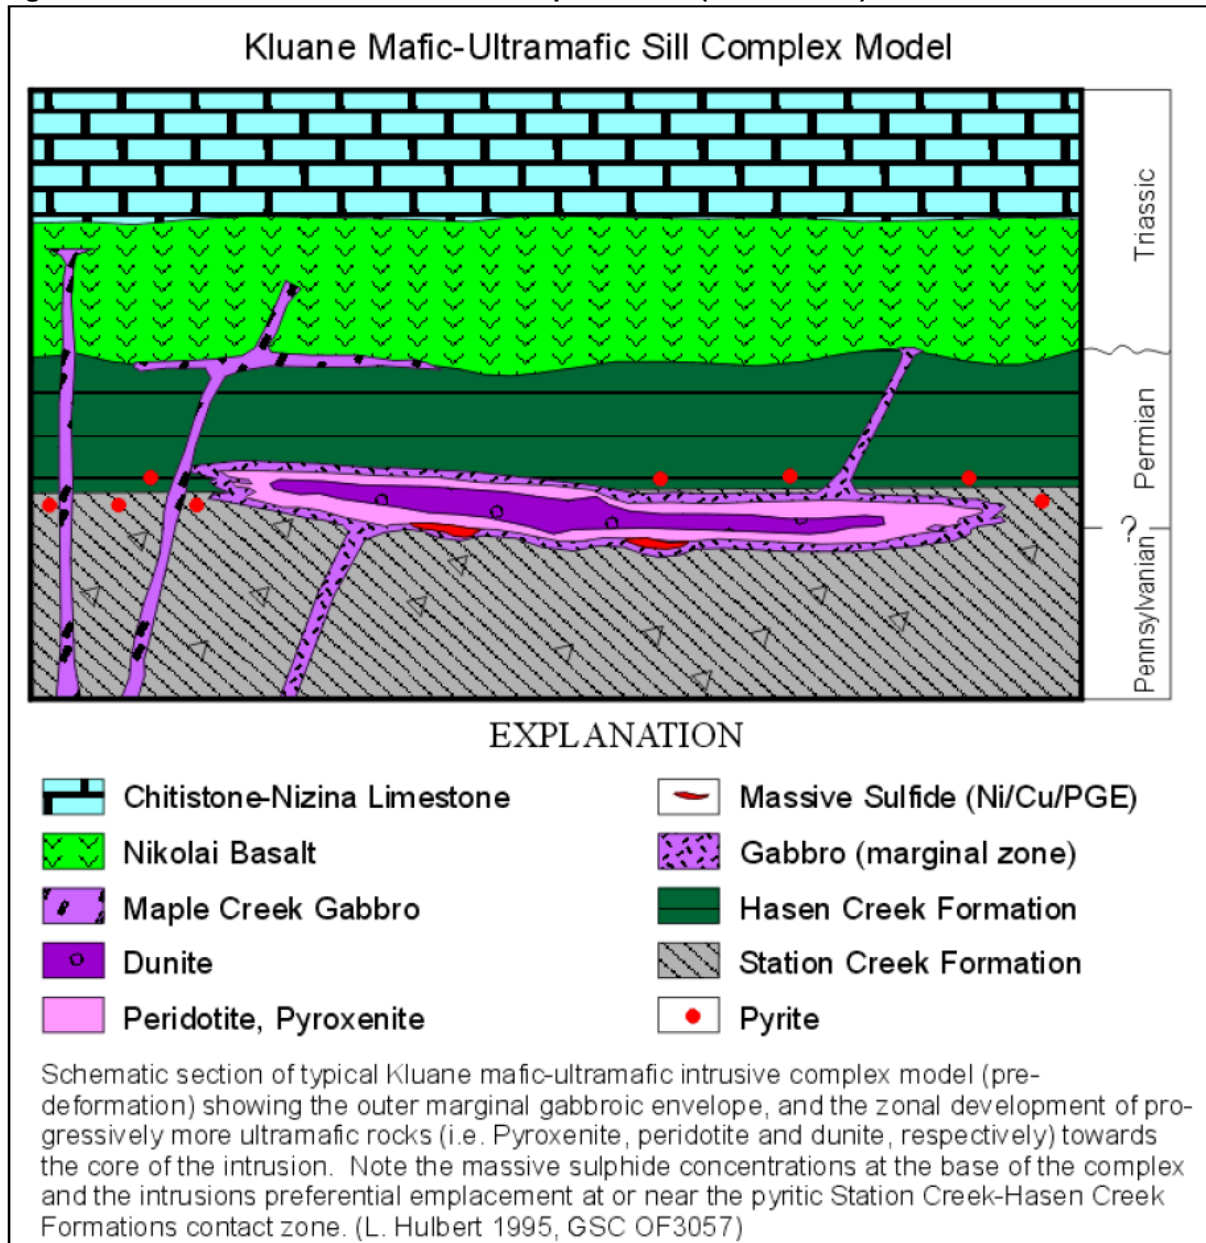 Kluane Mafic-Ultramafic Sill Complex Model
Triassic
Permian
?
Pennsylvanian
EXPLANATION
Chitistone-Nizina Limestone
Nikolai Basalt
Maple Creek Gabbro
Dunite
Peridotite, Pyroxenite
Massive Sulfide (Ni/Cu/PGE)
Gabbro (marginal zone)
Hasen Creek Formation
Station Creek Formation
Pyrite
Schematic section of typical Kluane mafic-ultramafic intrusive complex model (pre-
deformation) showing the outer marginal gabbroic envelope, and the zonal development of pro-
gressively more ultramafic rocks (i.e. Pyroxenite, peridotite and dunite, respectively) towards
the core of the intrusion. Note the massive sulphide concentrations at the base of the complex
and the intrusions preferential emplacement at or near the pyritic Station Creek-Hasen Creek
Formations contact zone. (L. Hulbert 1995, GSC OF3057)